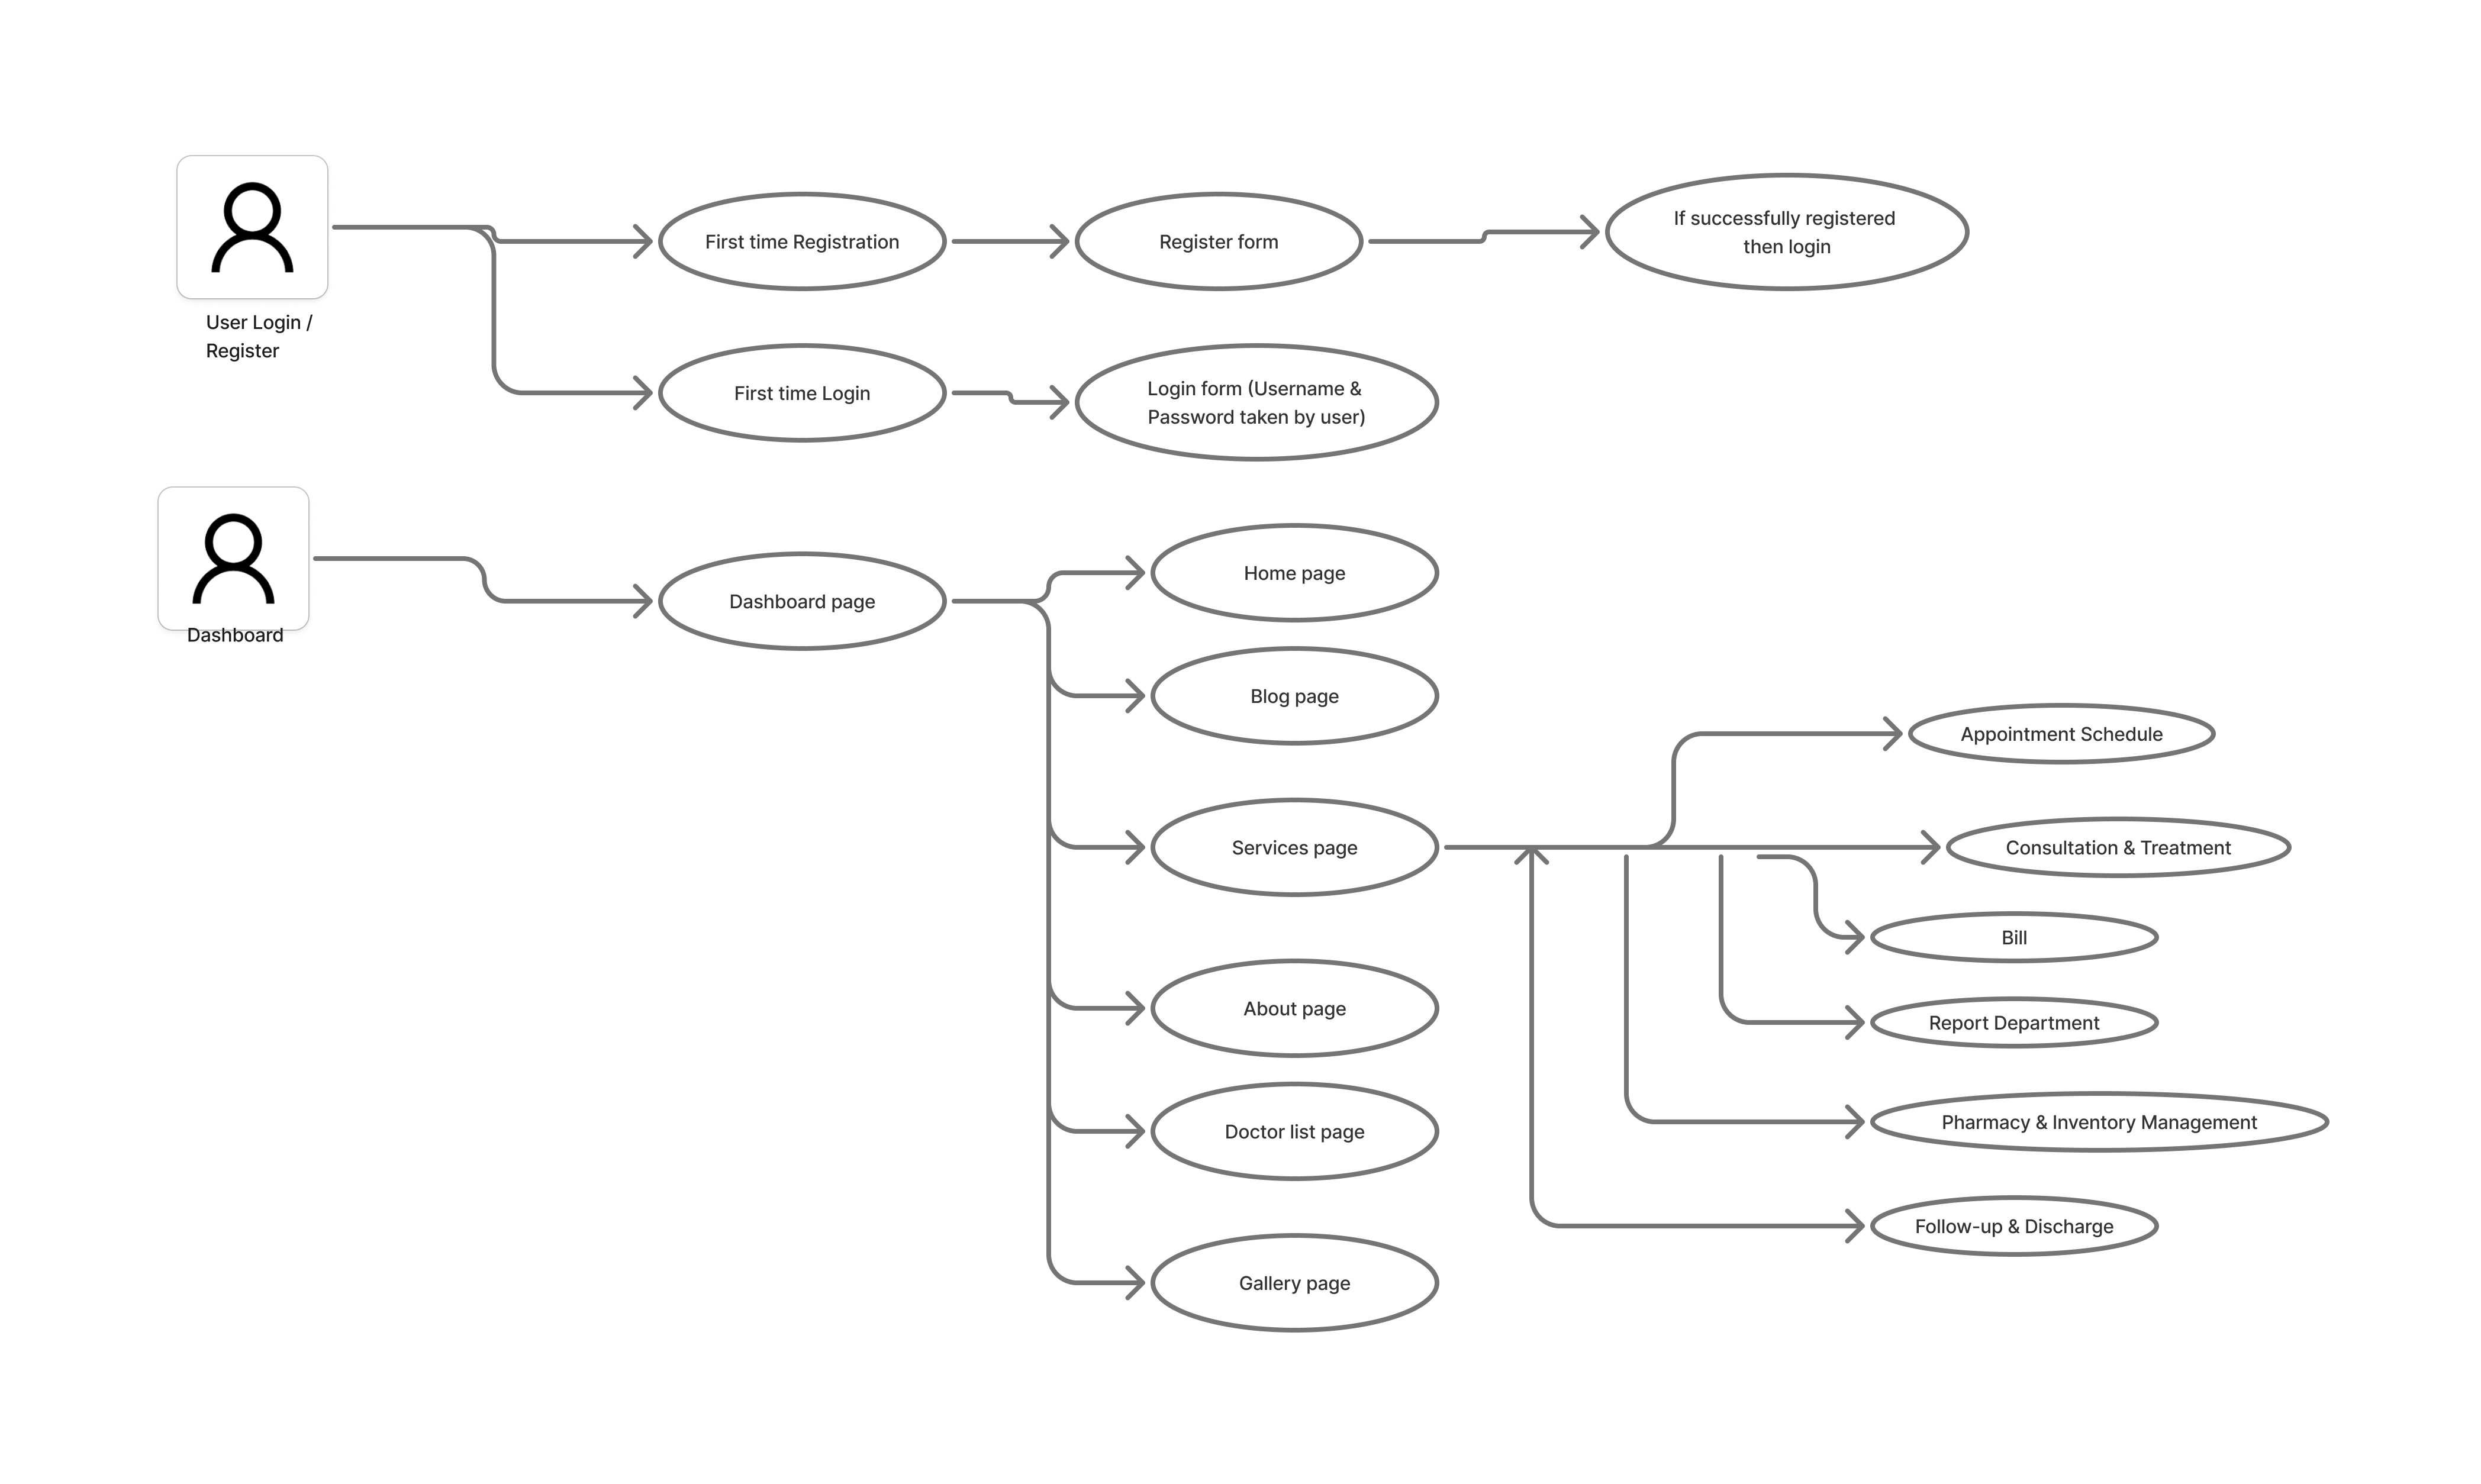 User Login /
Register
First time Registration
Register form
If successfully registered
then login
First time Login
Login form (Username &
Password taken by user)
Dashboard
Dashboard page
Home page
Blog page
Services page
About page
Doctor list page
Gallery page
Appointment Schedule
Consultation & Treatment
Bill
Report Department
Pharmacy & Inventory Management
Follow-up & Discharge